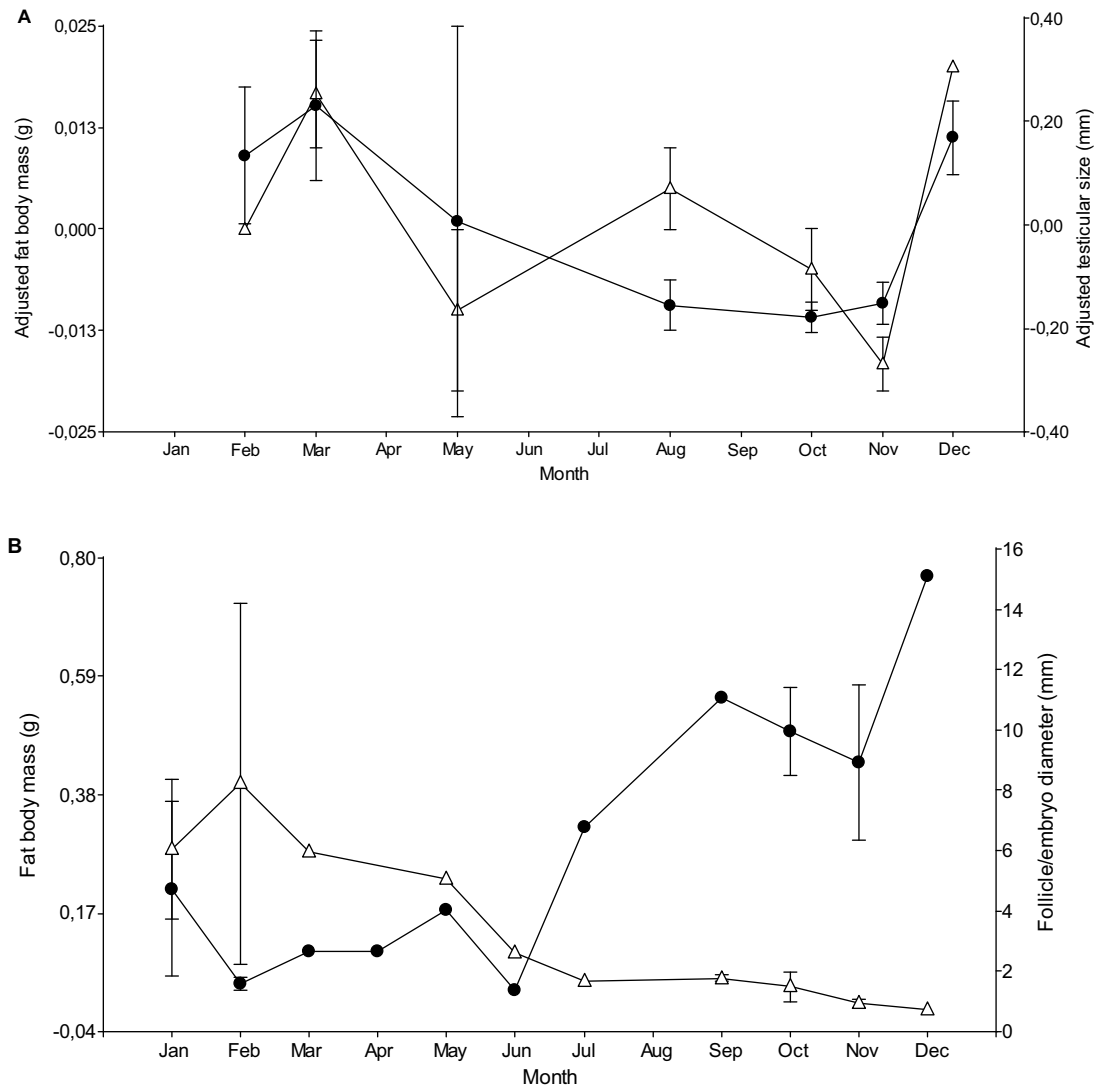 A
0,025
0,013
0,000
-0,013
-0,025
Adjusted fat body mass (g)
0,40
0,20
0,00
-0,20
-0,40
Adjusted testicular size (mm)
Jan Feb Mar Apr May Jun Jul Aug Sep Oct Nov Dec
Month
B
0,80
0,59
0,38
0,17
-0,04
Fat body mass (g)
16
14
12
10
8
6
4
2
0
Follicle/embryo diameter (mm)
Jan Feb Mar Apr May Jun Jul Aug Sep Oct Nov Dec
Month